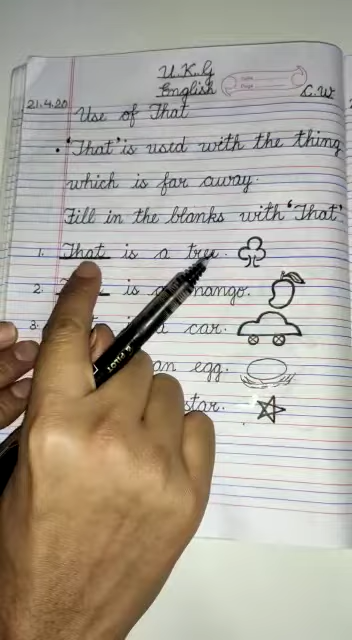 U.K.G
English
C.W
21.4.20
Use of That
• 'That' is used with the thing
which is far away.
Fill in the blanks with 'That'
1. That is a tree.
2. is a mango.
3. a car.
an egg.
star.
PILOT